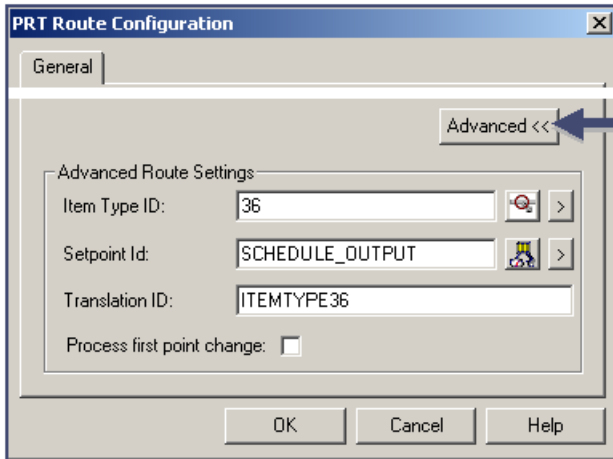 PRT Route Configuration
General
Advanced <<
Advanced Route Settings
Item Type ID: 36 >
Setpoint Id: SCHEDULE_OUTPUT >
Translation ID: ITEMTYPE36
Process first point change:
OK Cancel Help